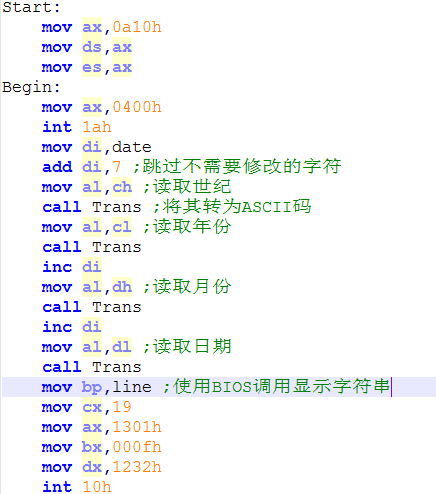 Start:
    mov ax,0a10h
    mov ds,ax
    mov es,ax
Begin:
    mov ax,0400h
    int 1ah
    mov di,date
    add di,7 ;跳过不需要修改的字符
    mov al,ch ;读取世纪
    call Trans ;将其转为ASCII码
    mov al,cl ;读取年份
    call Trans
    inc di
    mov al,dh ;读取月份
    call Trans
    inc di
    mov al,dl ;读取日期
    call Trans
    mov bp,line ;使用BIOS调用显示字符串
    mov cx,19
    mov ax,1301h
    mov bx,000fh
    mov dx,1232h
    int 10h